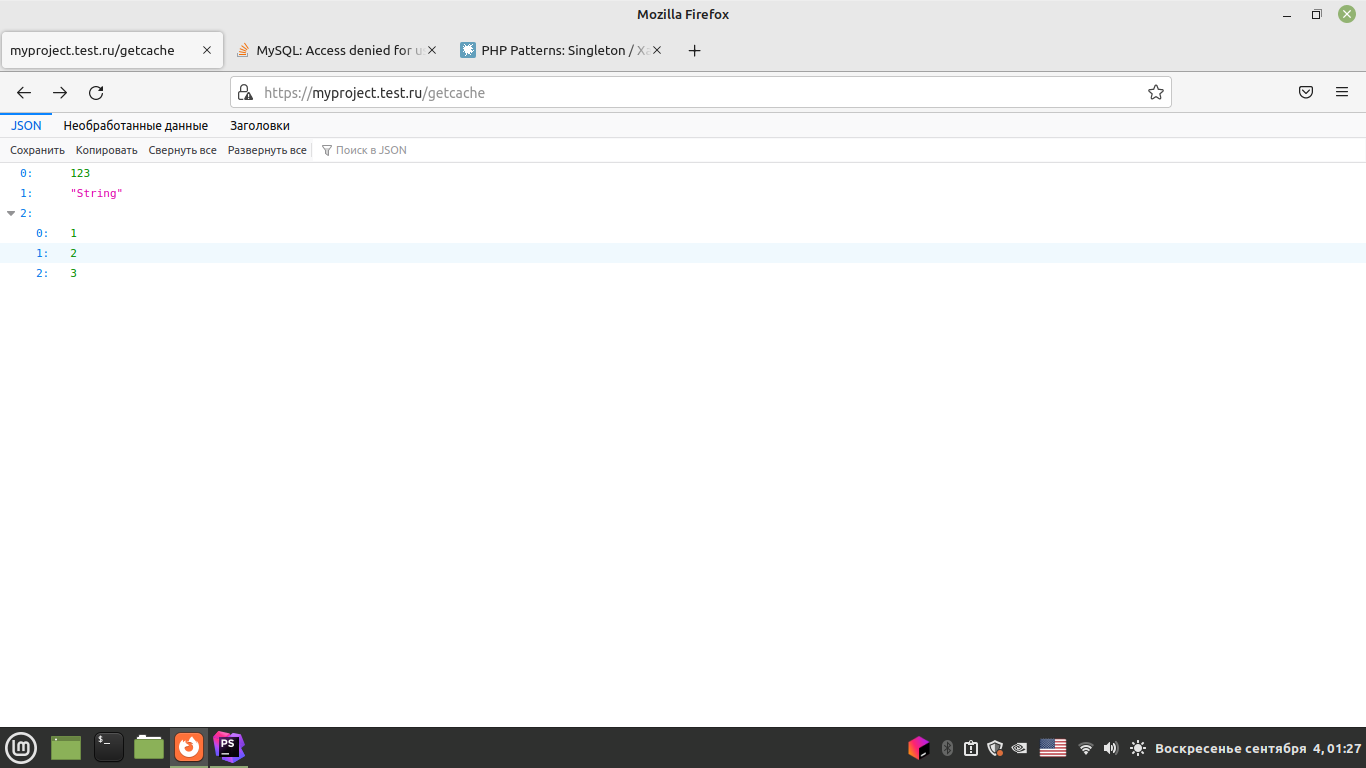 Mozilla Firefox
myproject.test.ru/getcache MySQL: Access denied for u PHP Patterns: Singleton / Xa
https://myproject.test.ru/getcache
JSON Необработанные данные Заголовки
Сохранить Копировать Свернуть все Развернуть все Поиск в JSON
0: 123
1: "String"
2:
0: 1
1: 2
2: 3
$_ PS Воскресенье сентября 4, 01:27